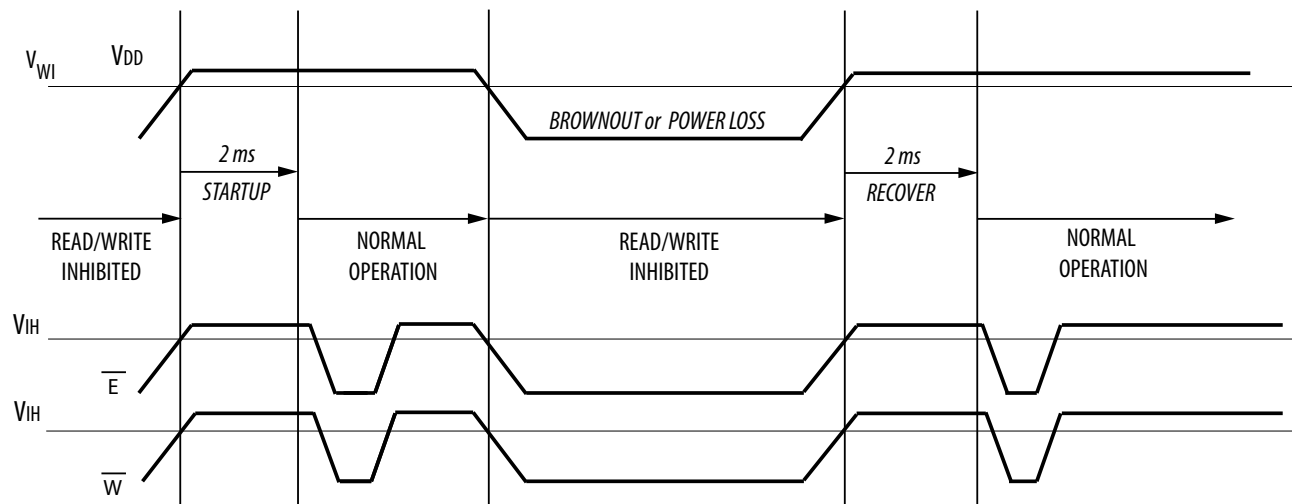 VWI VDD
BROWNOUT or POWER LOSS
2 ms
STARTUP
2 ms
RECOVER
READ/WRITE
INHIBITED
NORMAL
OPERATION
READ/WRITE
INHIBITED
NORMAL
OPERATION
VIH
E
VIH
W